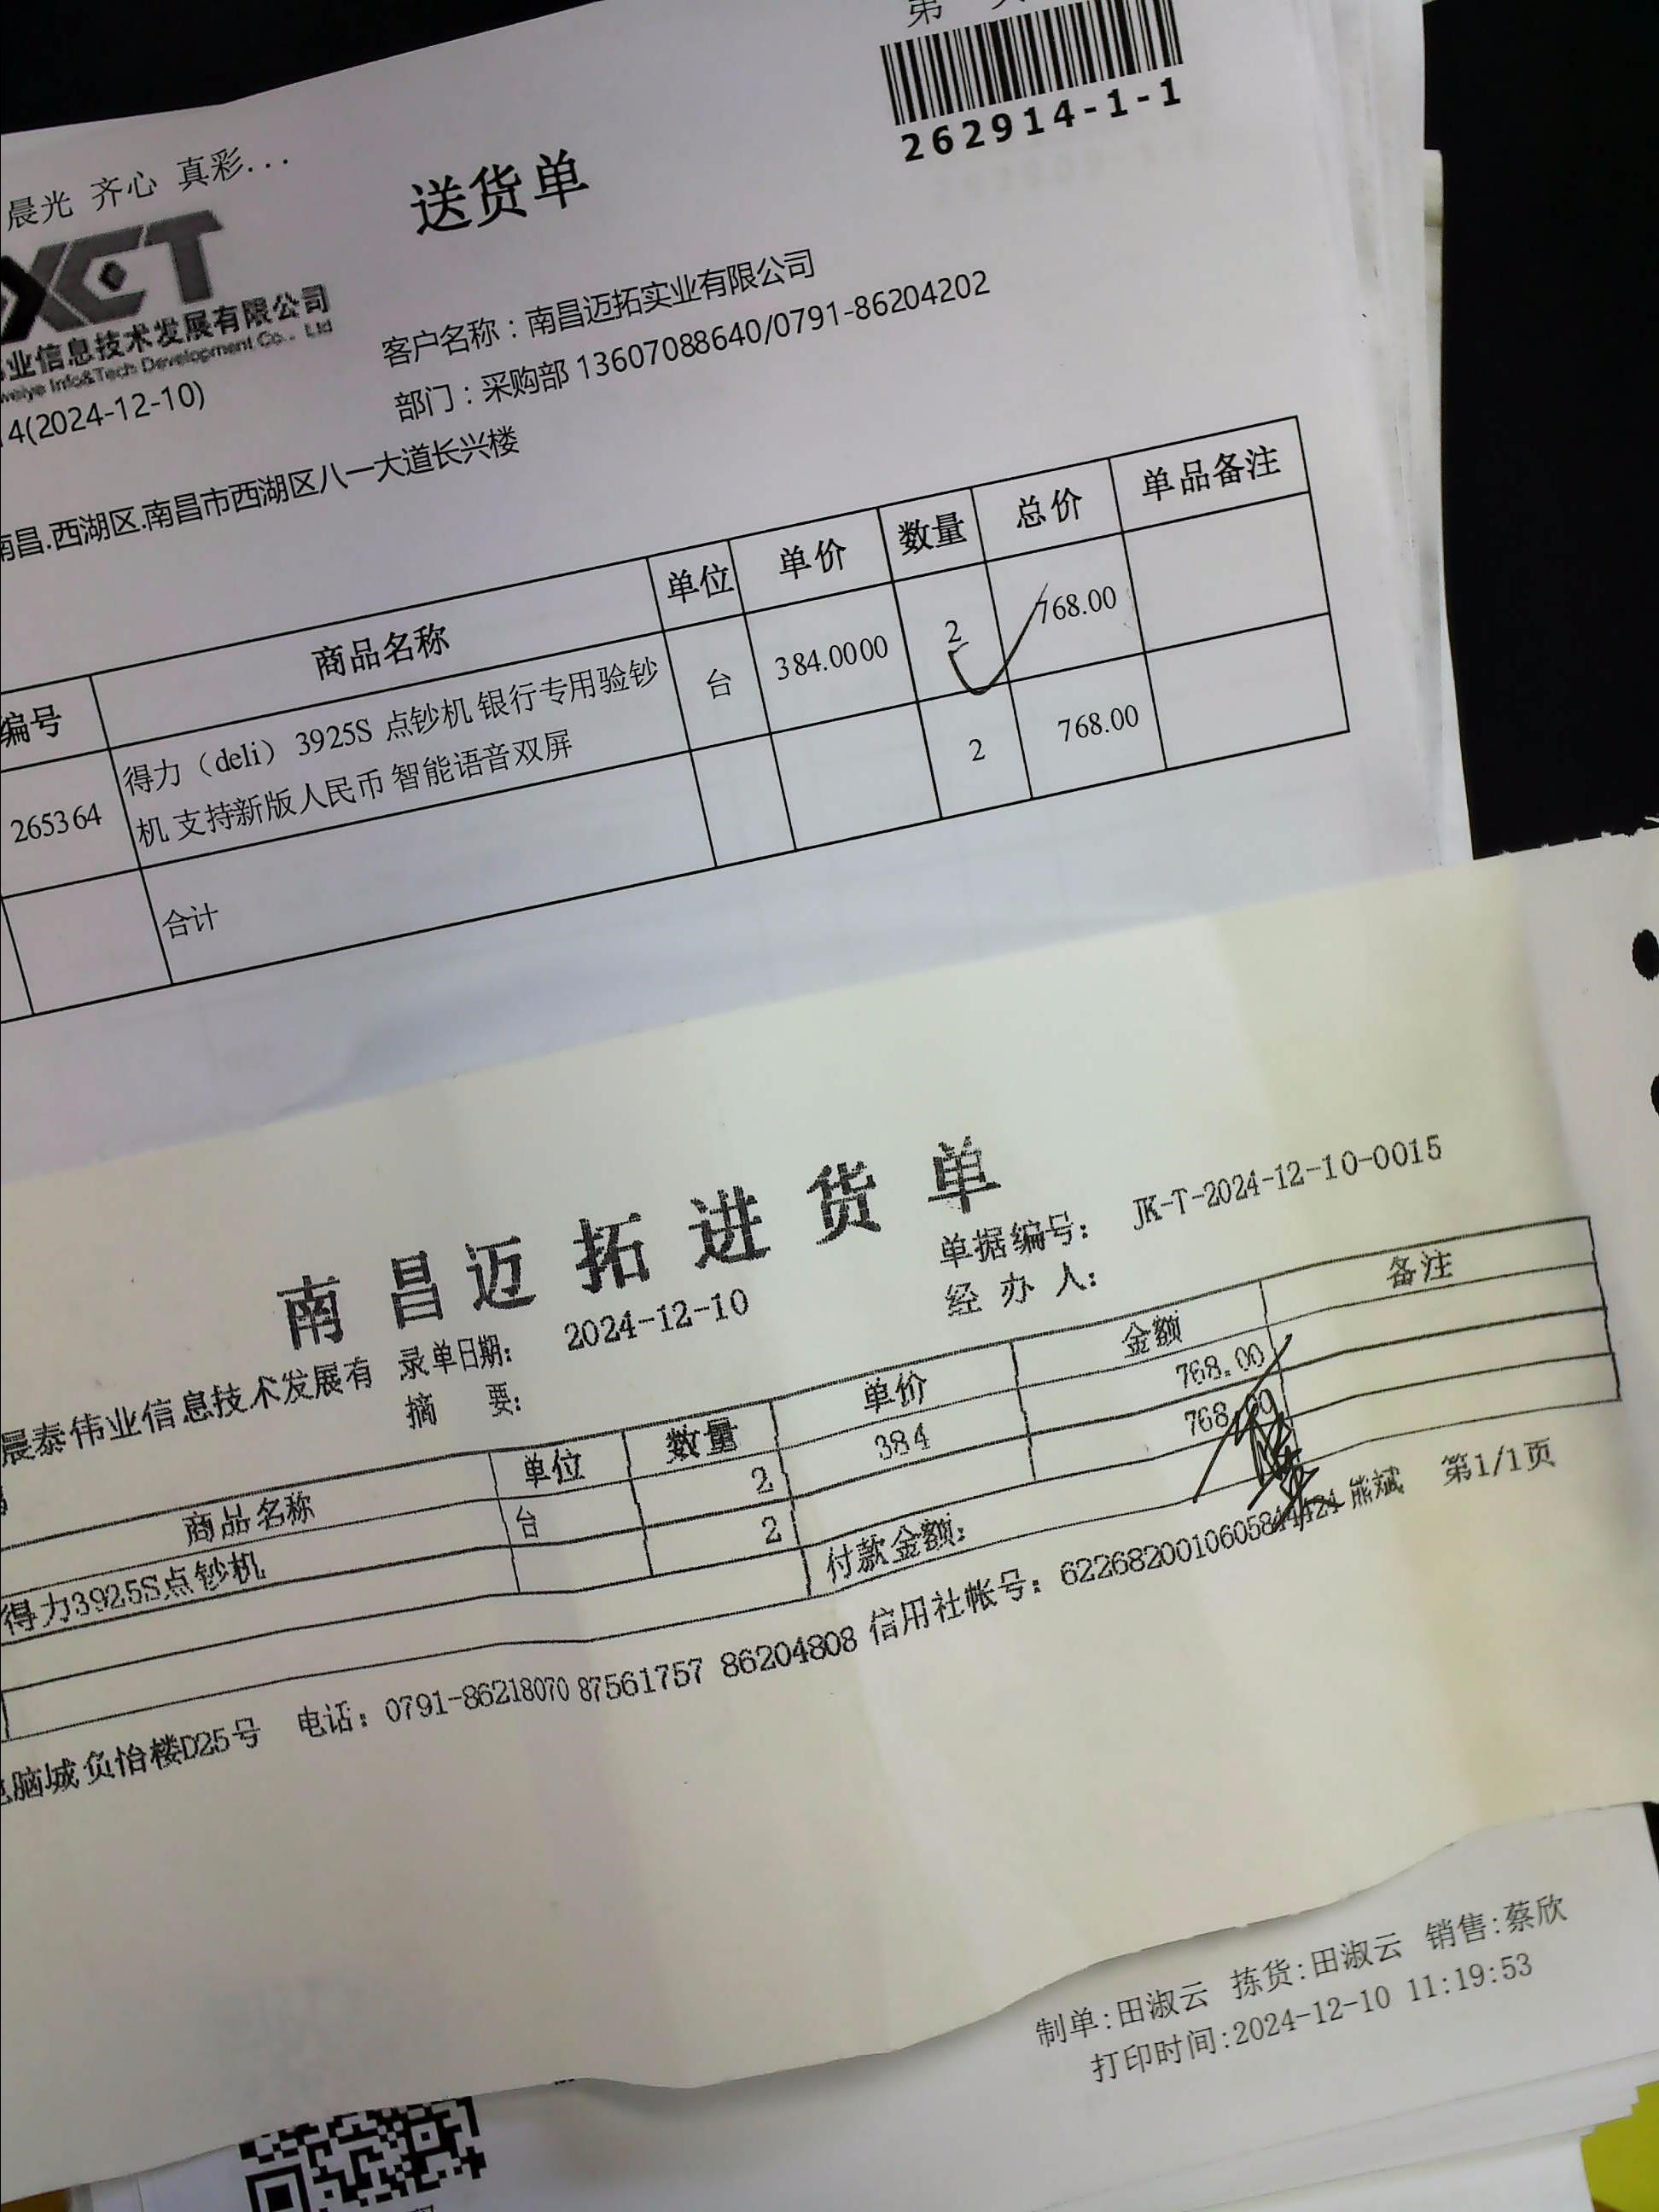 第
262914-1-1
晨光 齐心 真彩...
送货单
XCT
业信息技术发展有限公司
weiye Info&Tech Development Co., Ltd
客户名称：南昌迈拓实业有限公司
14(2024-12-10)
部门：采购部 13607088640/0791-86204202
南昌.西湖区.南昌市西湖区八一大道长兴楼
编号 商品名称 单位 单价 数量 总价 单品备注
265364 得力（deli）3925S 点钞机 银行专用验钞 台 384.0000 2 768.00
机 支持新版人民币 智能语音双屏
合计 2 768.00
南昌迈拓进货单
单据编号： JK-T-2024-12-10-0015
晨泰伟业信息技术发展有 录单日期： 2024-12-10 经 办 人：
摘 要：
商品名称 单位 数量 单价 金额 备注
得力3925S点钞机 台 2 384 768.00
2 768.00
付款金额：
电脑城负怡楼D25号 电话：0791-86218070 87561757 86204808 信用社帐号：6226820010605844424 熊斌 第1/1页
制单:田淑云 拣货:田淑云 销售:蔡欣
打印时间:2024-12-10 11:19:53